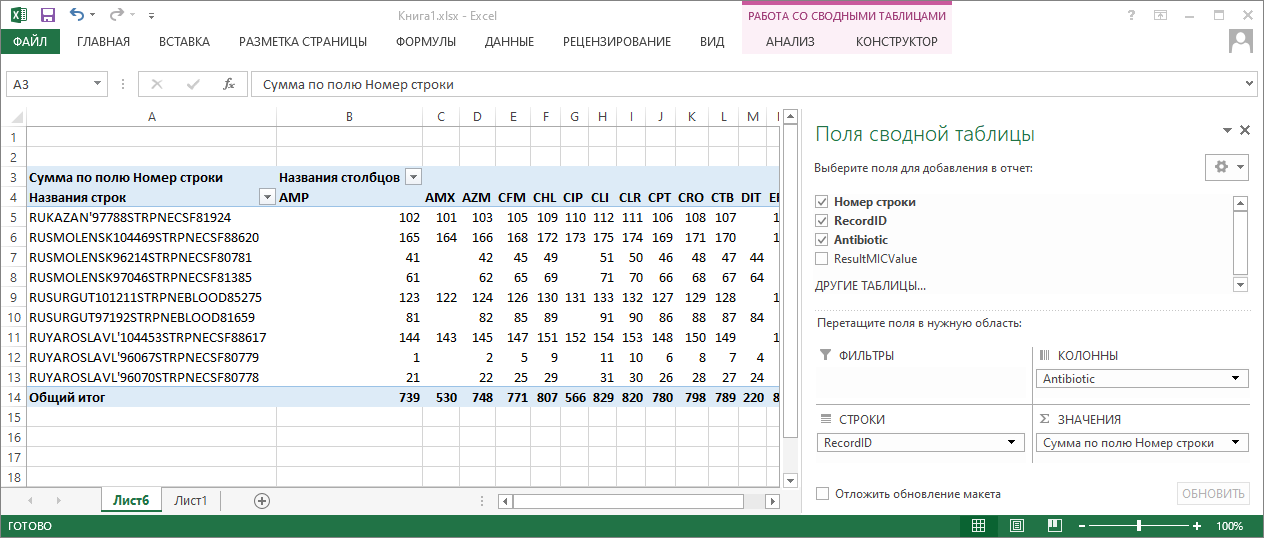 Книга1.xlsx - Excel
РАБОТА СО СВОДНЫМИ ТАБЛИЦАМИ
ФАЙЛ ГЛАВНАЯ ВСТАВКА РАЗМЕТКА СТРАНИЦЫ ФОРМУЛЫ ДАННЫЕ РЕЦЕНЗИРОВАНИЕ ВИД АНАЛИЗ КОНСТРУКТОР
A3 fx Сумма по полю Номер строки
A B C D E F G H I J K L M
1
2
3 Сумма по полю Номер строки Названия столбцов
4 Названия строк AMP AMX AZM CFM CHL CIP CLI CLR CPT CRO CTB DIT
5 RUKAZAN'97788STRPNECSF81924 102 101 103 105 109 110 112 111 106 108 107
6 RUSMOLENSK104469STRPNECSF88620 165 164 166 168 172 173 175 174 169 171 170
7 RUSMOLENSK96214STRPNECSF80781 41 42 45 49 51 50 46 48 47 44
8 RUSMOLENSK97046STRPNECSF81385 61 62 65 69 71 70 66 68 67 64
9 RUSURGUT101211STRPNEBLOOD85275 123 122 124 126 130 131 133 132 127 129 128
10 RUSURGUT97192STRPNEBLOOD81659 81 82 85 89 91 90 86 88 87 84
11 RUYAROSLAVL'104453STRPNECSF88617 144 143 145 147 151 152 154 153 148 150 149
12 RUYAROSLAVL'96067STRPNECSF80779 1 2 5 9 11 10 6 8 7 4
13 RUYAROSLAVL'96070STRPNECSF80778 21 22 25 29 31 30 26 28 27 24
14 Общий итог 739 530 748 771 807 566 829 820 780 798 789 220 8
15
16
17
18
Лист6 Лист1
Поля сводной таблицы
Выберите поля для добавления в отчет:
Номер строки
RecordID
Antibiotic
ResultMICValue
ДРУГИЕ ТАБЛИЦЫ...
Перетащите поля в нужную область:
ФИЛЬТРЫ
КОЛОННЫ
Antibiotic
СТРОКИ
RecordID
ЗНАЧЕНИЯ
Сумма по полю Номер строки
Отложить обновление макета
ОБНОВИТЬ
ГОТОВО
100%